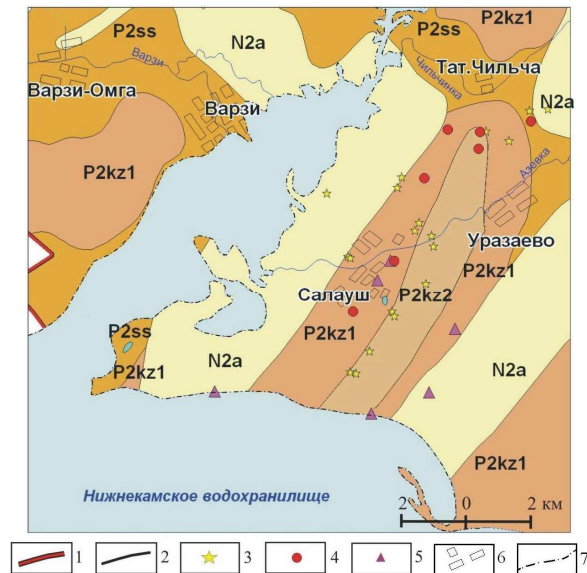 P2ss
N2a
P2ss
Варзи
Тат.Чильча
Чильчинка
N2a
Варзи-Омга
Варзи
P2kz1
P2kz1
Азевка
Уразаево
P2kz1
Салауш
P2kz2
P2ss
P2kz1
N2a
P2kz1
N2a
P2kz1
Нижнекамское водохранилище
2 0 2 км
1 2 3 4 5 6 7